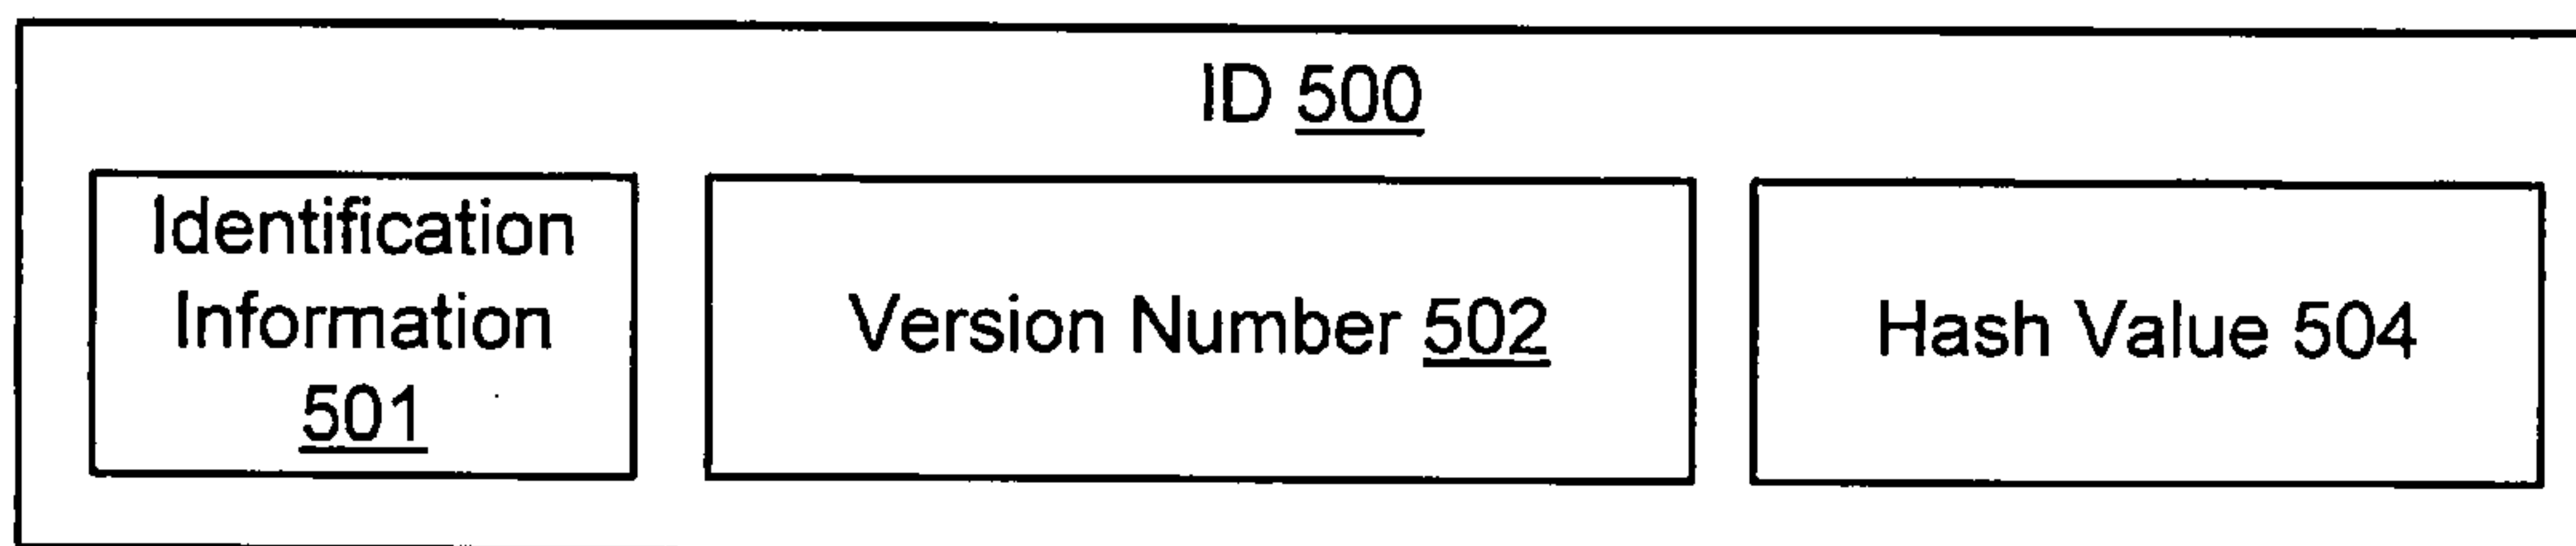 ID 500
Identification
Information
501
Version Number 502
Hash Value 504